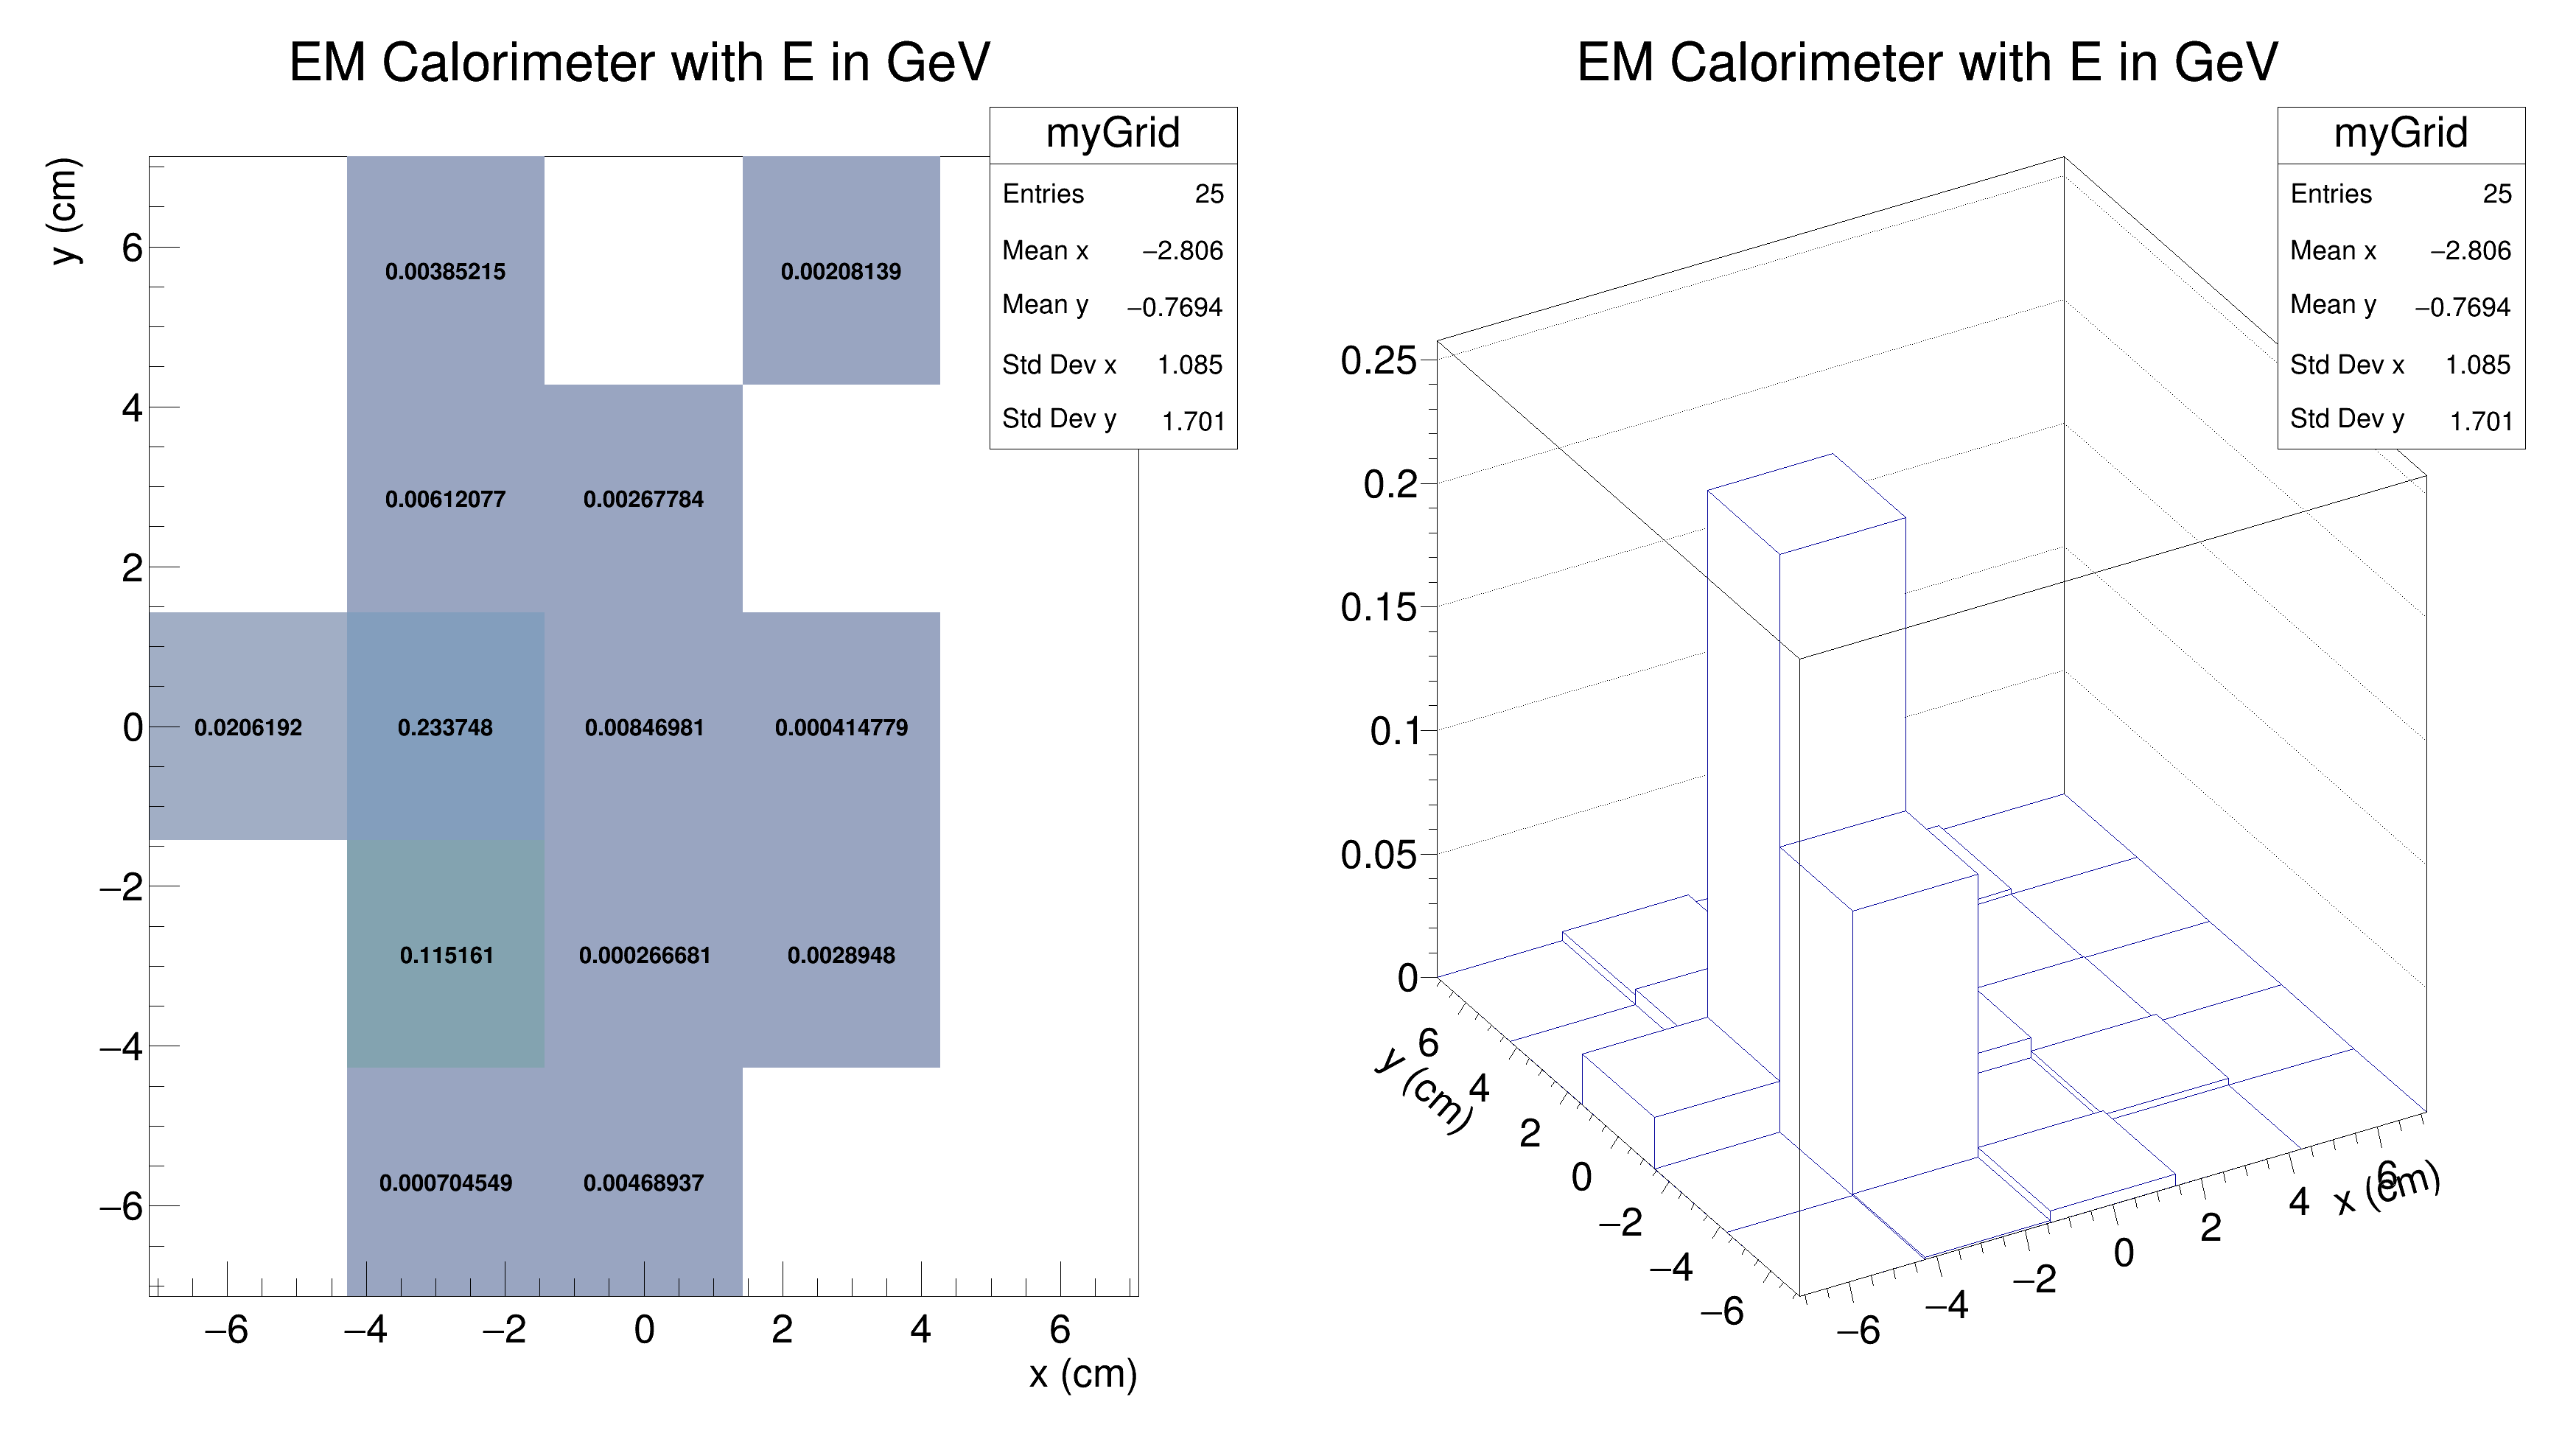 EM Calorimeter with E in GeV
y (cm)
myGrid
Entries 25
Mean x −2.806
Mean y −0.7694
Std Dev x 1.085
Std Dev y 1.701
0.00385215 0.00208139
0.00612077 0.00267784
0.0206192 0.233748 0.00846981 0.000414779
0.115161 0.000266681 0.0028948
0.000704549 0.00468937
6
4
2
0
−2
−4
−6
−6 −4 −2 0 2 4 6
x (cm)
EM Calorimeter with E in GeV
myGrid
Entries 25
Mean x −2.806
Mean y −0.7694
Std Dev x 1.085
Std Dev y 1.701
0.25
0.2
0.15
0.1
0.05
0
6
4
2
0
−2
−4
−6
y (cm)
−6 −4 −2 0 2 4 6
x (cm)